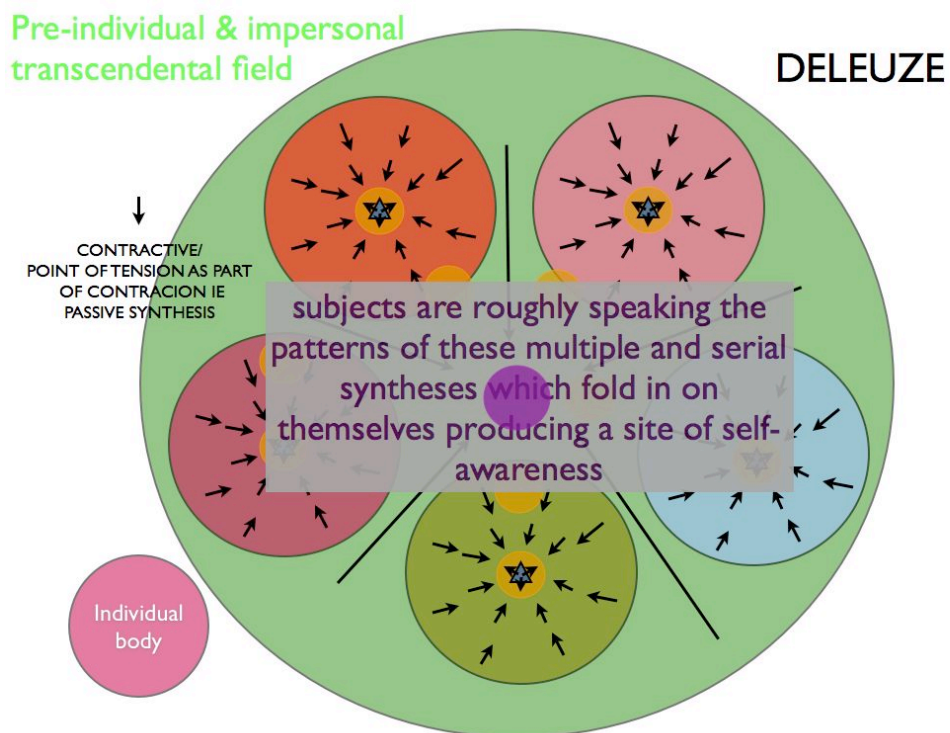 Pre-individual & impersonal
transcendental field
DELEUZE
CONTRACTIVE/
POINT OF TENSION AS PART
OF CONTRACION IE
PASSIVE SYNTHESIS
subjects are roughly speaking the
patterns of these multiple and serial
syntheses which fold in on
themselves producing a site of self-
awareness
Individual
body